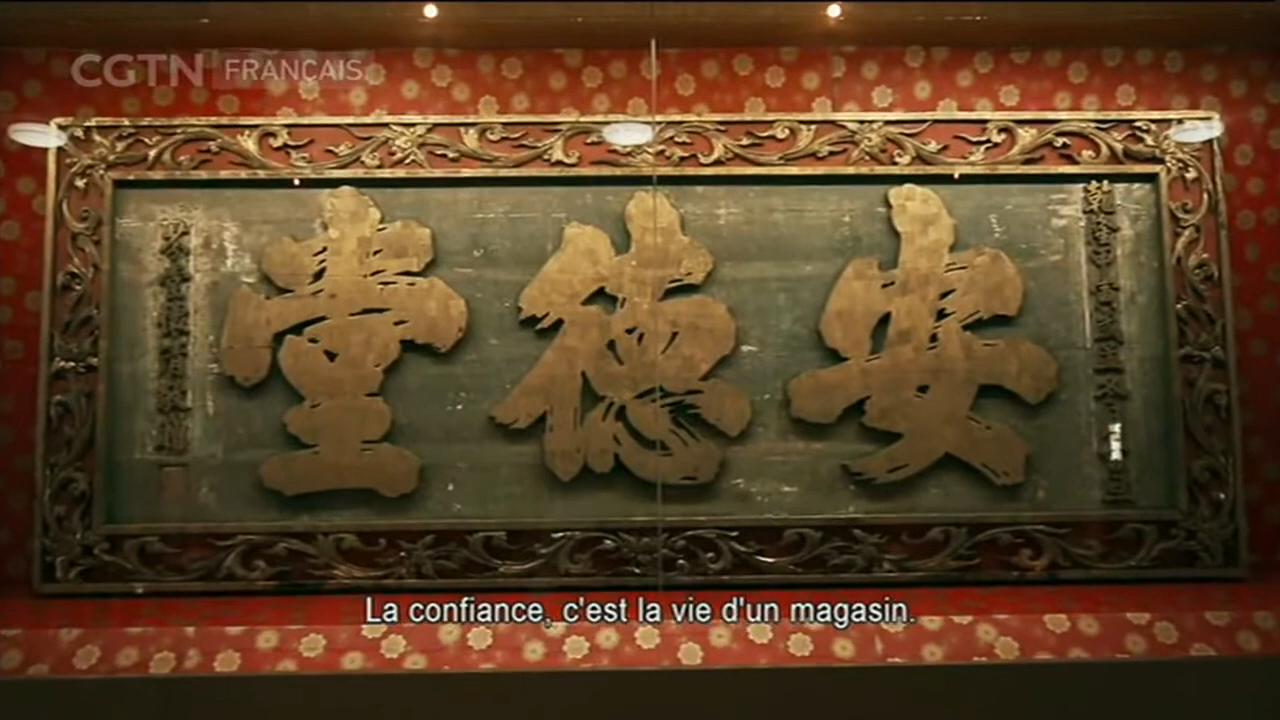 CGTN FRANÇAIS
安德堂
La confiance, c'est la vie d'un magasin.